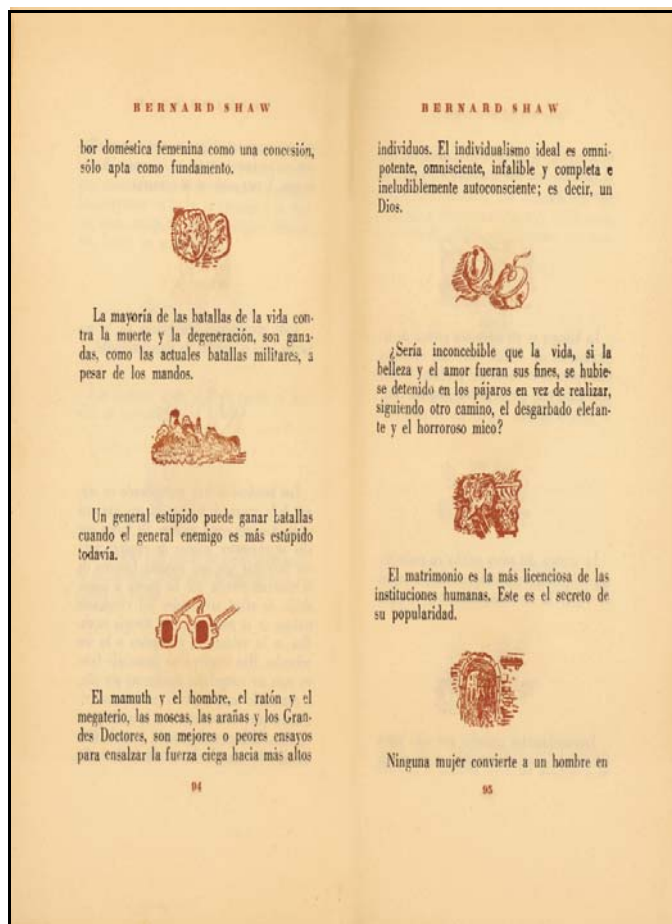 BERNARD SHAW
bor doméstica femenina como una concesión,
sólo apta como fundamento.
La mayoría de las batallas de la vida con-
tra la muerte y la degeneración, son gana-
das, como las actuales batallas militares, a
pesar de los mandos.
Un general estúpido puede ganar batallas
cuando el general enemigo es más estúpido
todavía.
El mamuth y el hombre, el ratón y el
megaterio, las moscas, las arañas y los Gran-
des Doctores, son mejores o peores ensayos
para ensalzar la fuerza ciega hacia más altos
94
BERNARD SHAW
individuos. El individualismo ideal es omni-
potente, omnisciente, infalible y completa e
ineludiblemente autoconsciente; es decir, un
Dios.
¿Sería inconcebible que la vida, si la
belleza y el amor fueran sus fines, se hubie-
se detenido en los pájaros en vez de realizar,
siguiendo otro camino, el desgarbado elefan-
te y el horroroso mico?
El matrimonio es la más licenciosa de las
instituciones humanas. Este es el secreto de
su popularidad.
Ninguna mujer convierte a un hombre en
95